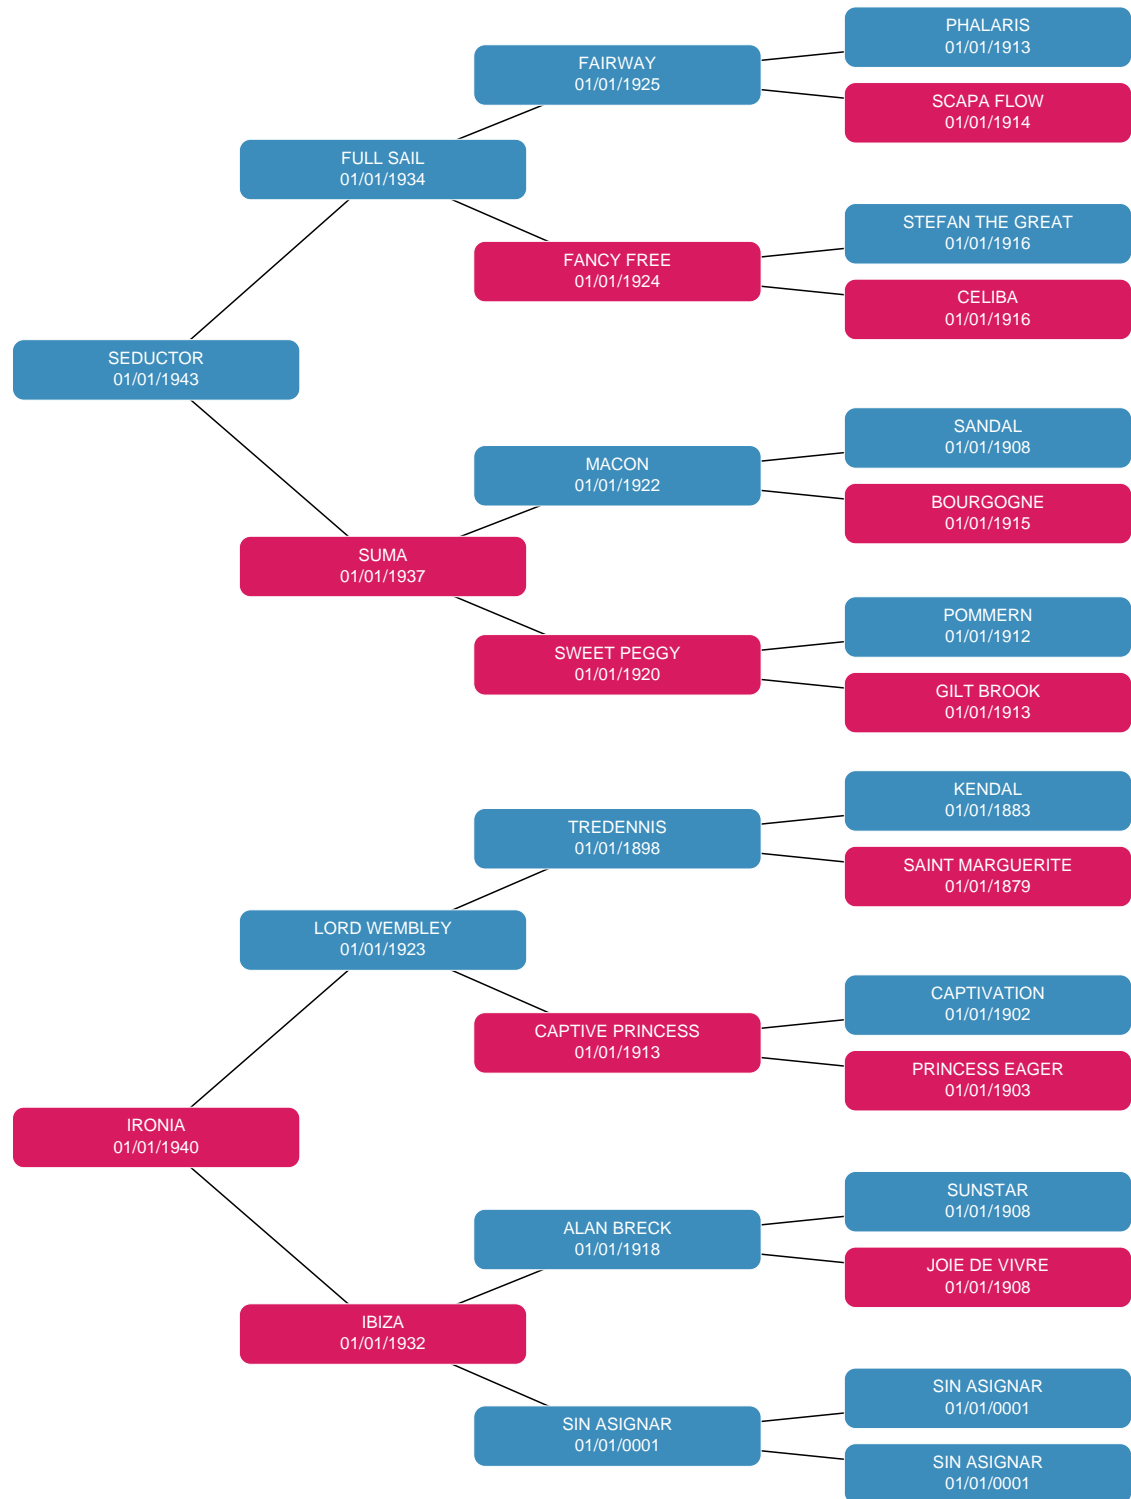 PHALARIS
01/01/1913
FAIRWAY
01/01/1925
SCAPA FLOW
01/01/1914
FULL SAIL
01/01/1934
STEFAN THE GREAT
01/01/1916
FANCY FREE
01/01/1924
CELIBA
01/01/1916
SEDUCTOR
01/01/1943
SANDAL
01/01/1908
MACON
01/01/1922
BOURGOGNE
01/01/1915
SUMA
01/01/1937
POMMERN
01/01/1912
SWEET PEGGY
01/01/1920
GILT BROOK
01/01/1913
KENDAL
01/01/1883
TREDENNIS
01/01/1898
SAINT MARGUERITE
01/01/1879
LORD WEMBLEY
01/01/1923
CAPTIVATION
01/01/1902
CAPTIVE PRINCESS
01/01/1913
PRINCESS EAGER
01/01/1903
IRONIA
01/01/1940
SUNSTAR
01/01/1908
ALAN BRECK
01/01/1918
JOIE DE VIVRE
01/01/1908
IBIZA
01/01/1932
SIN ASIGNAR
01/01/0001
SIN ASIGNAR
01/01/0001
SIN ASIGNAR
01/01/0001